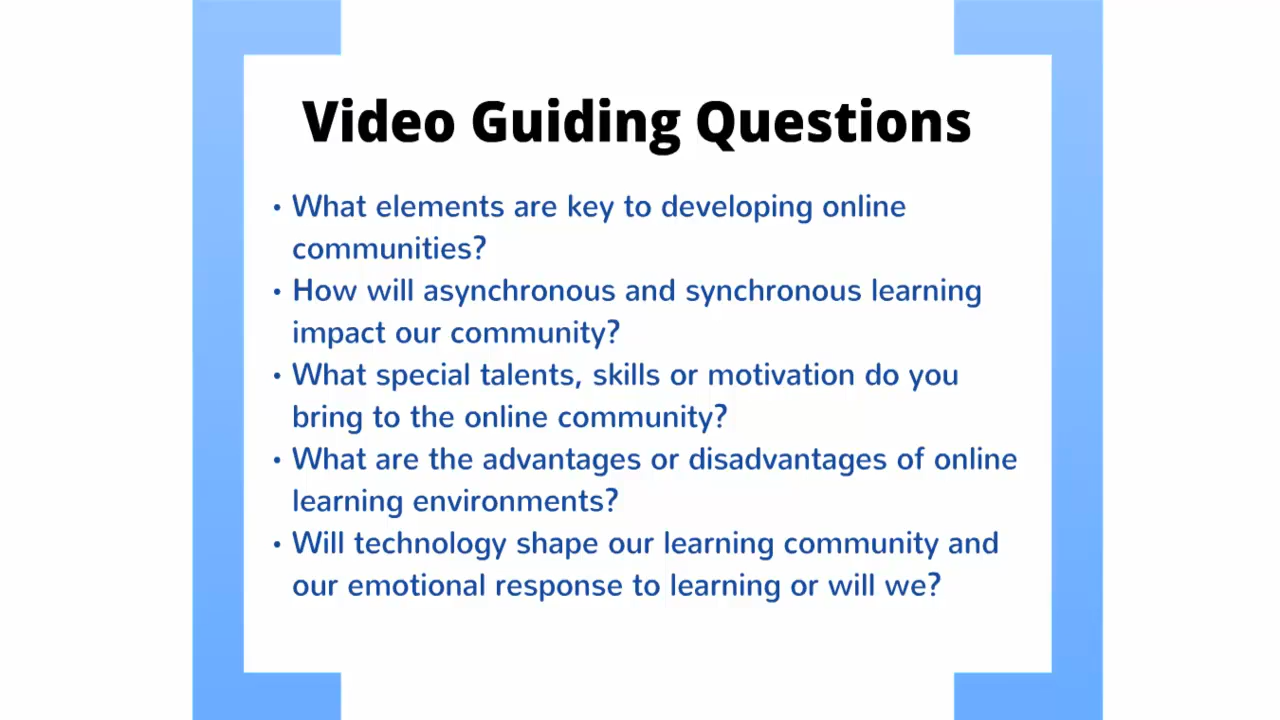 Video Guiding Questions
• What elements are key to developing online
communities?
• How will asynchronous and synchronous learning
impact our community?
• What special talents, skills or motivation do you
bring to the online community?
• What are the advantages or disadvantages of online
learning environments?
• Will technology shape our learning community and
our emotional response to learning or will we?